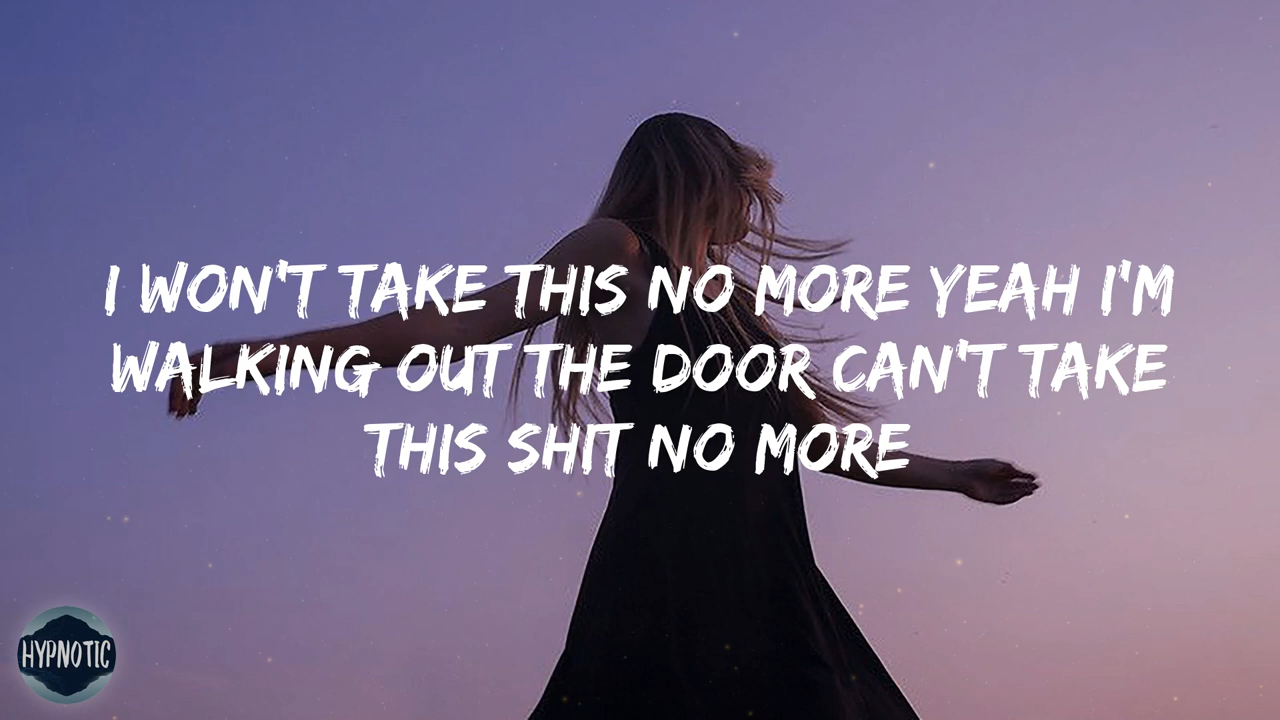 I WON'T TAKE THIS NO MORE YEAH I'M
WALKING OUT THE DOOR CAN'T TAKE
THIS SHIT NO MORE
HYPNOTIC